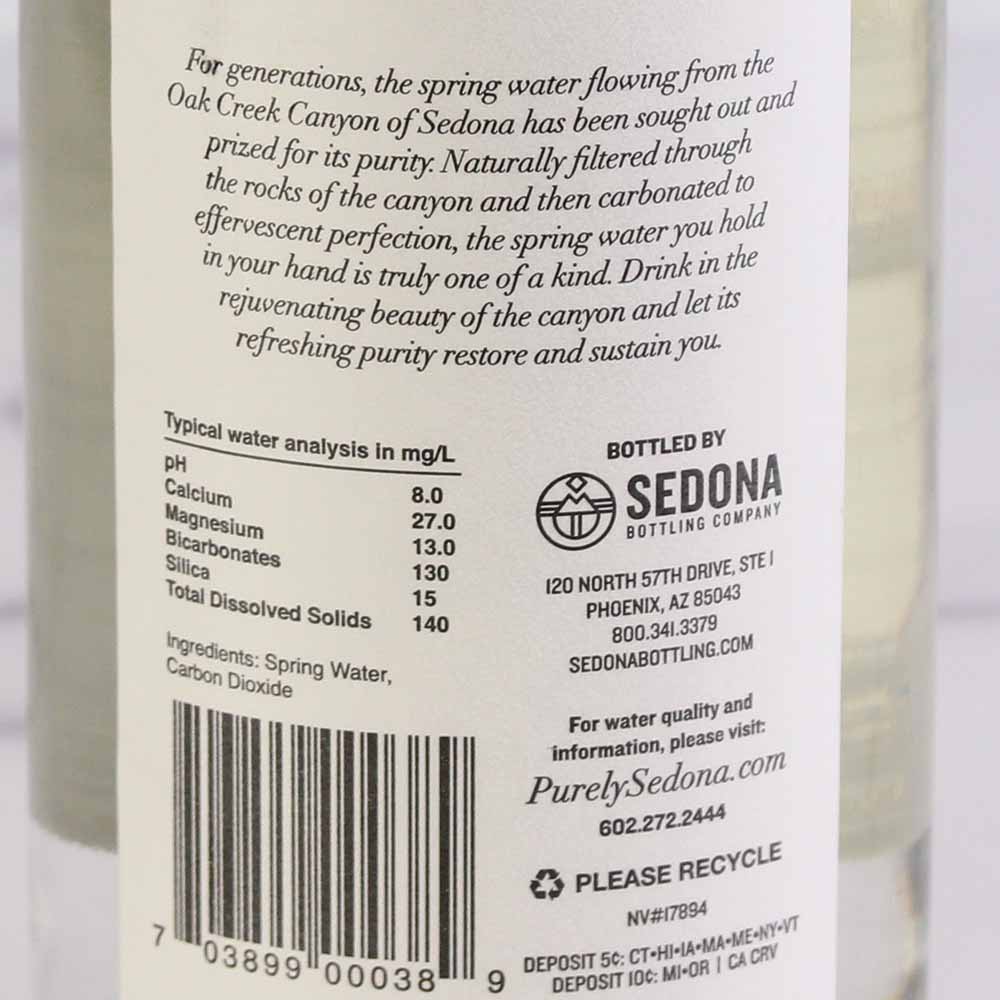 For generations, the spring water flowing from the
Oak Creek Canyon of Sedona has been sought out and
prized for its purity. Naturally filtered through
the rocks of the canyon and then carbonated to
effervescent perfection, the spring water you hold
in your hand is truly one of a kind. Drink in the
rejuvenating beauty of the canyon and let its
refreshing purity restore and sustain you.
Typical water analysis in mg/L
pH 8.0
Calcium 27.0
Magnesium 13.0
Bicarbonates 130
Silica 15
Total Dissolved Solids 140
Ingredients: Spring Water,
Carbon Dioxide
7 03899 00038 9
BOTTLED BY
SEDONA
BOTTLING COMPANY
120 NORTH 57TH DRIVE, STE 1
PHOENIX, AZ 85043
800.341.3379
SEDONABOTTLING.COM
For water quality and
information, please visit:
PurelySedona.com
602.272.2444
PLEASE RECYCLE
NV#17894
DEPOSIT 5¢: CT•HI•IA•MA•ME•NY•VT
DEPOSIT 10¢: MI•OR | CA CRV